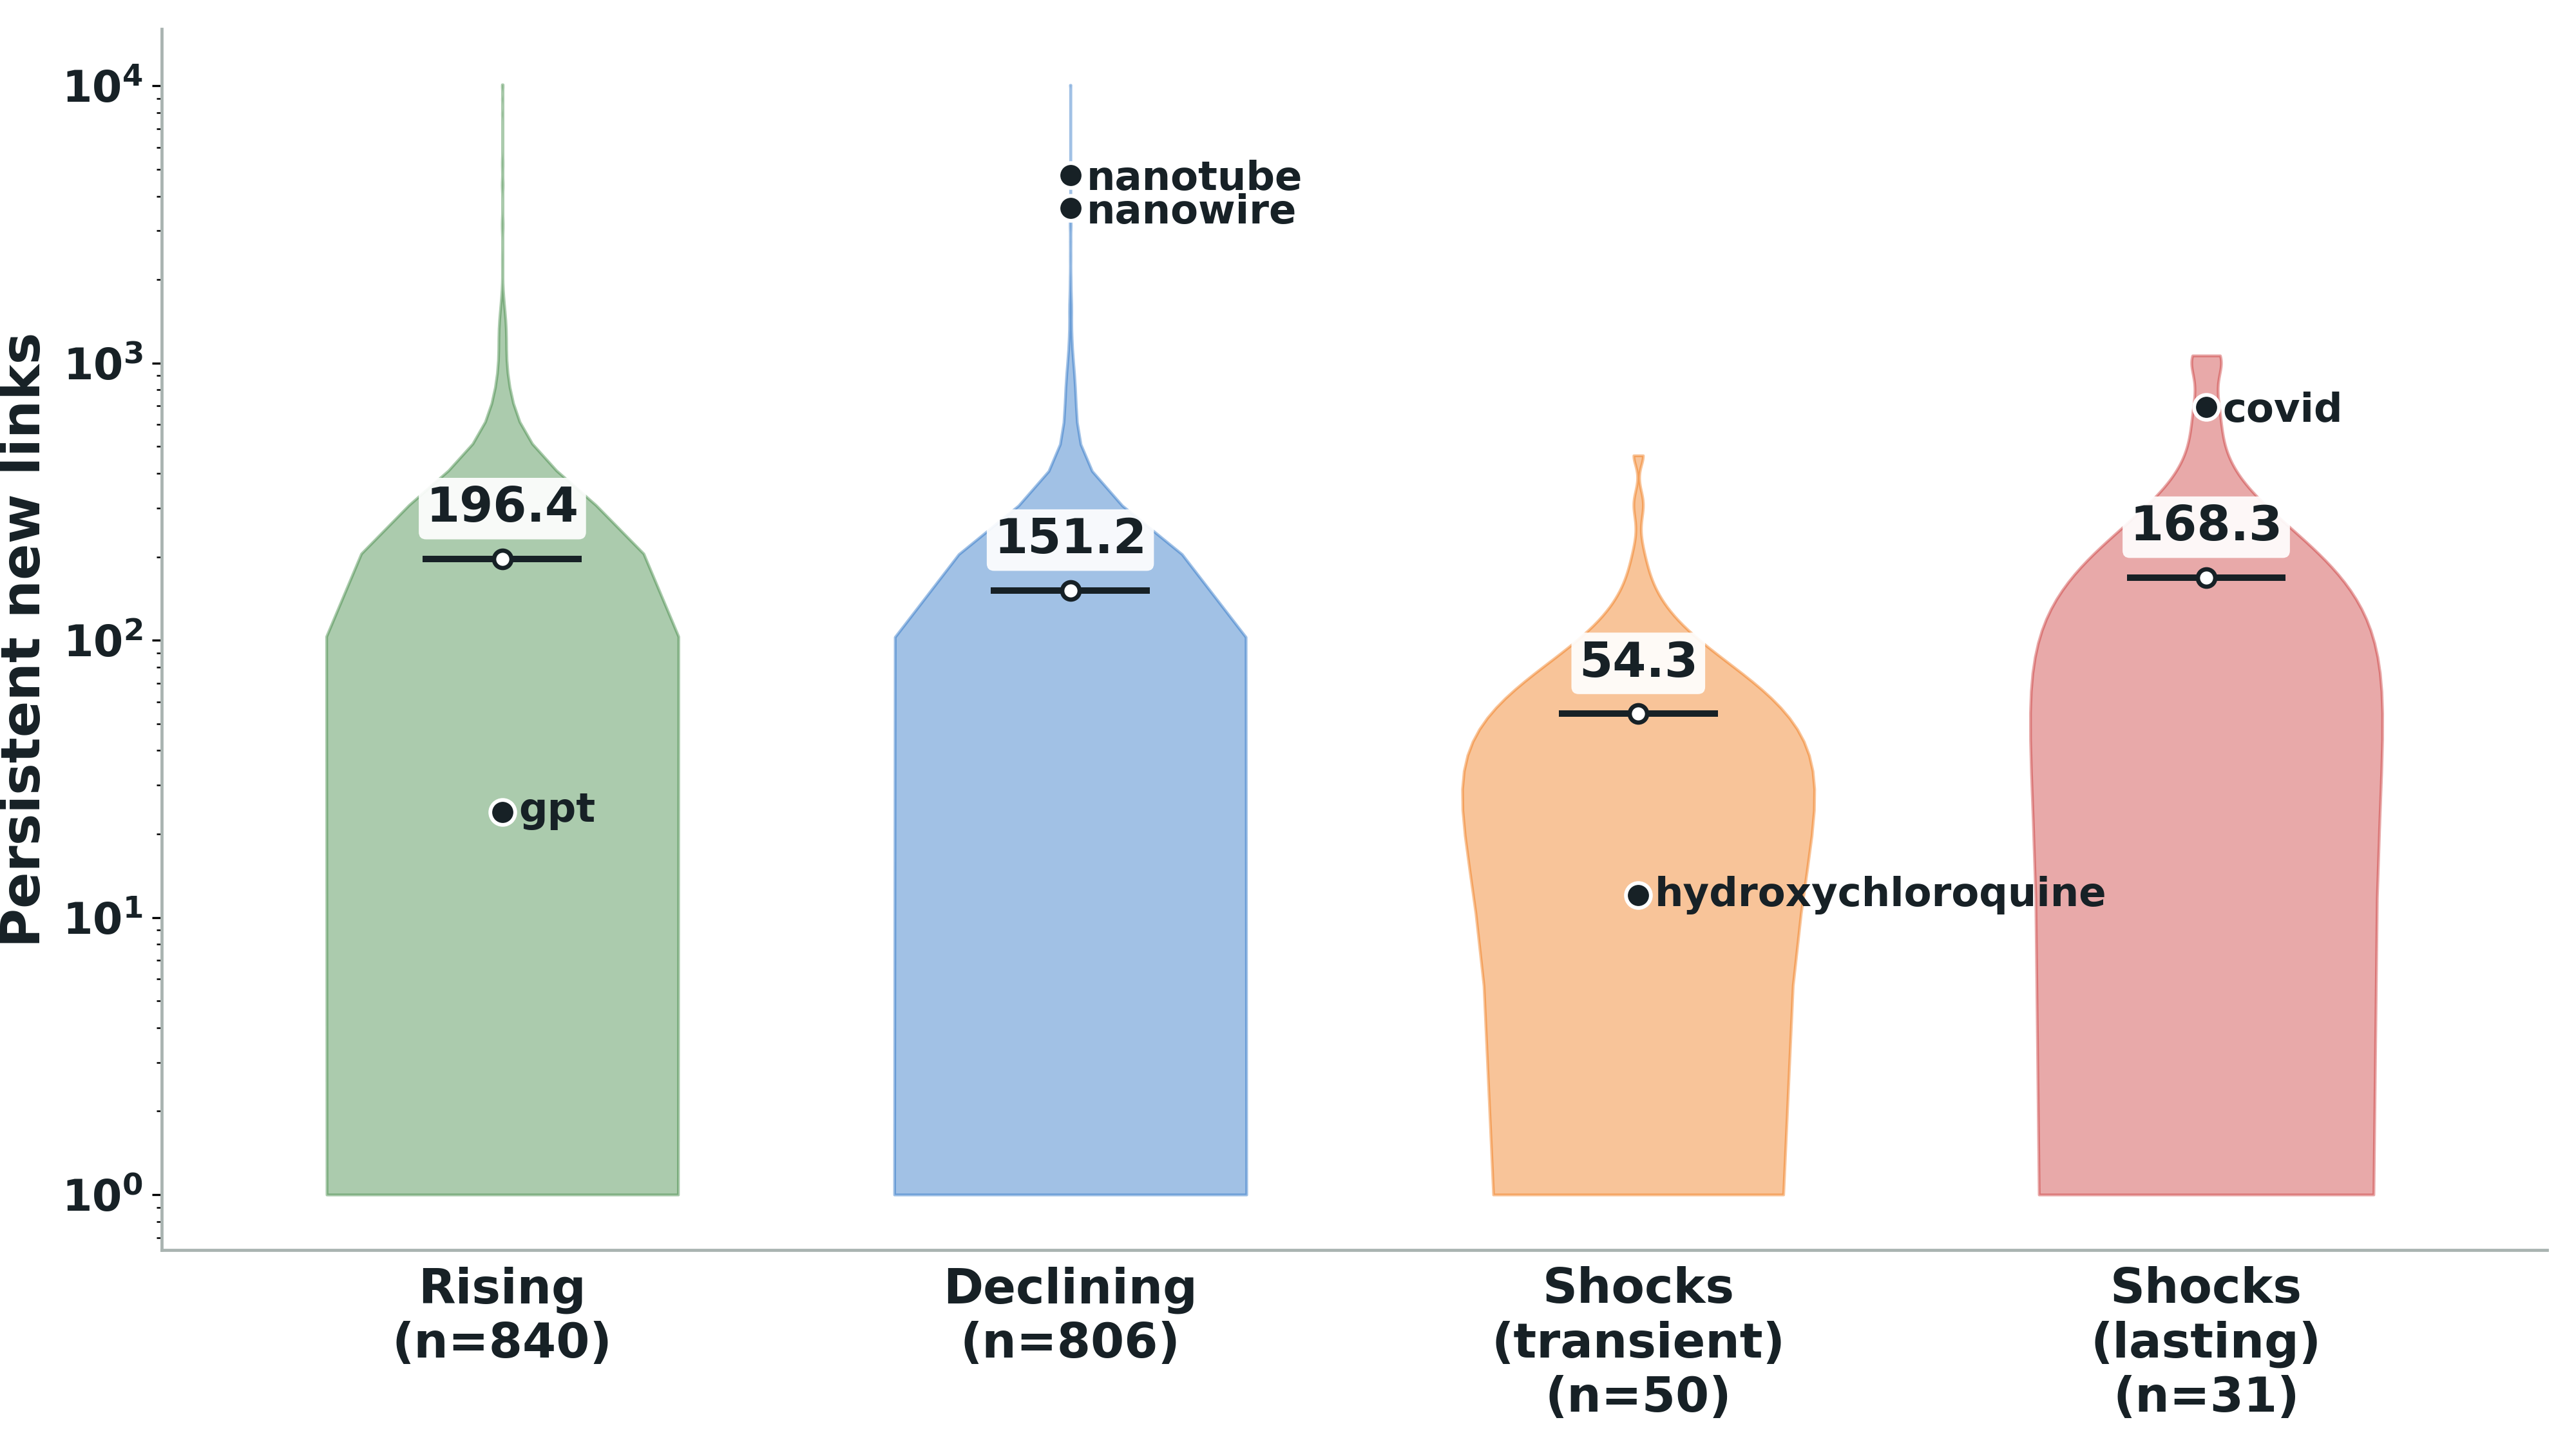 Persistent new links
10⁴
10³
10²
10¹
10⁰
nanotube
nanowire
covid
196.4
151.2
168.3
54.3
gpt
hydroxychloroquine
Rising
(n=840)
Declining
(n=806)
Shocks
(transient)
(n=50)
Shocks
(lasting)
(n=31)